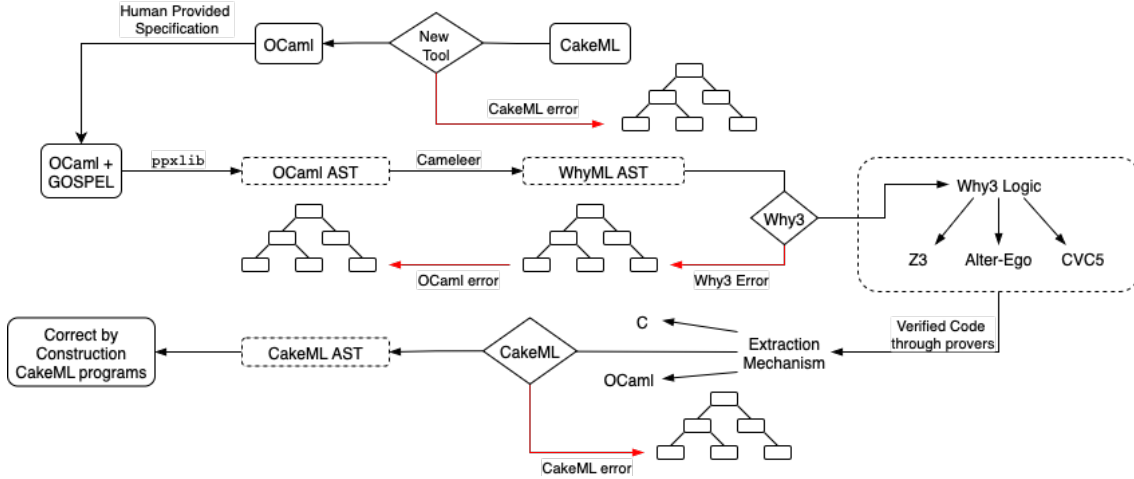 Human Provided
Specification
OCaml
New
Tool
CakeML
CakeML error
OCaml +
GOSPEL
ppxlib
OCaml AST
Cameleer
WhyML AST
Why3
Why3 Logic
Z3
Alter-Ego
CVC5
OCaml error
Why3 Error
Correct by
Construction
CakeML programs
CakeML AST
CakeML
C
OCaml
Extraction
Mechanism
Verified Code
through provers
CakeML error